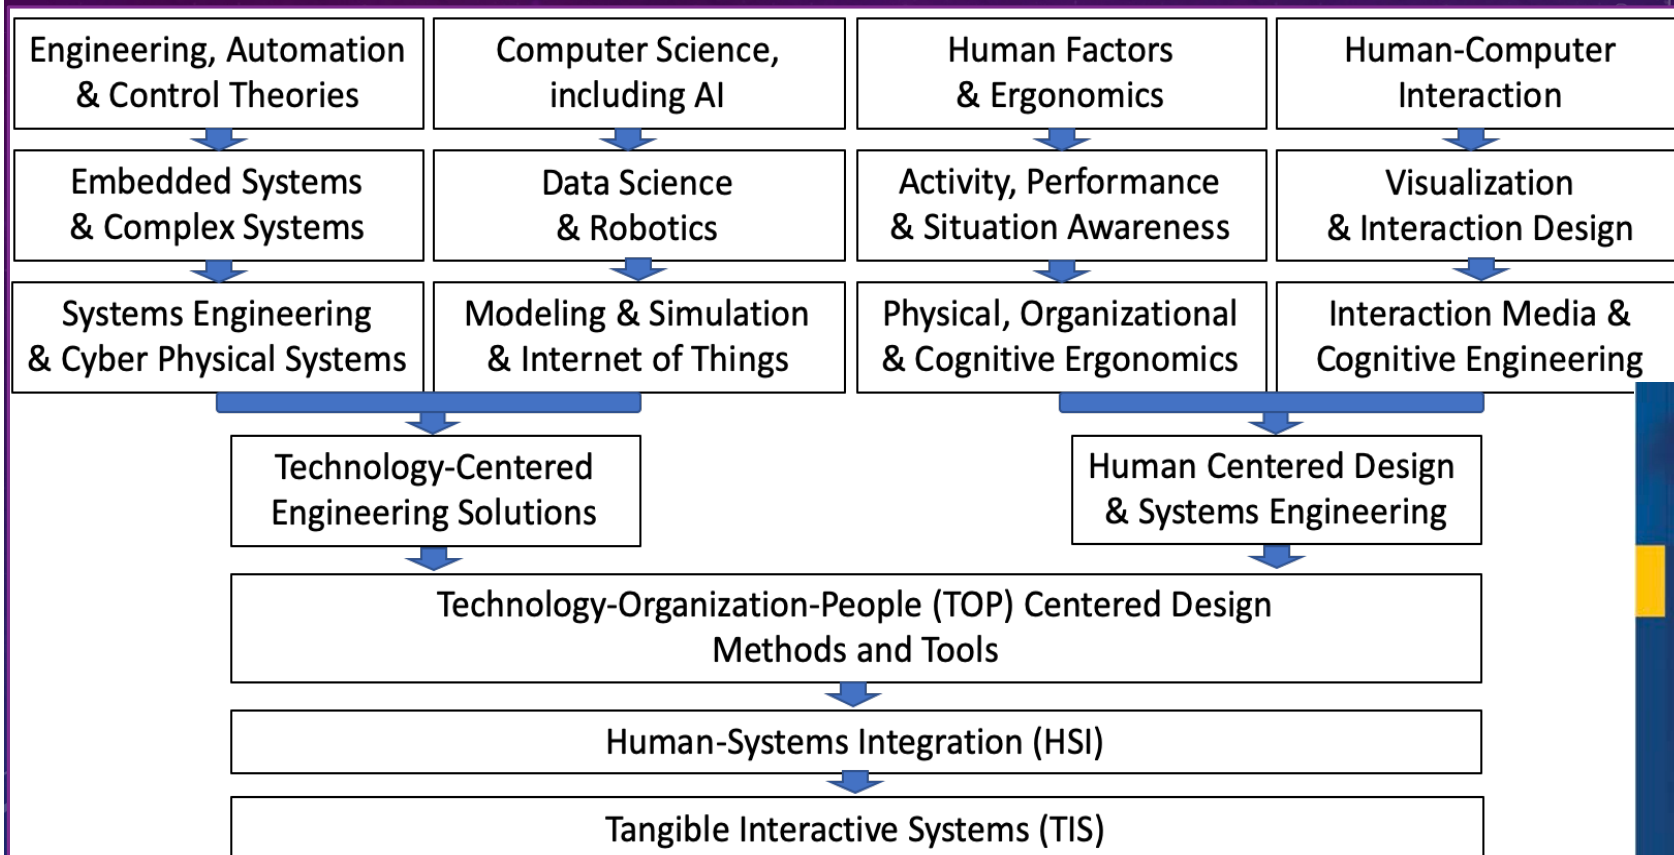 Engineering, Automation
& Control Theories
Computer Science,
including AI
Human Factors
& Ergonomics
Human-Computer
Interaction
Embedded Systems
& Complex Systems
Data Science
& Robotics
Activity, Performance
& Situation Awareness
Visualization
& Interaction Design
Systems Engineering
& Cyber Physical Systems
Modeling & Simulation
& Internet of Things
Physical, Organizational
& Cognitive Ergonomics
Interaction Media &
Cognitive Engineering
Technology-Centered
Engineering Solutions
Human Centered Design
& Systems Engineering
Technology-Organization-People (TOP) Centered Design
Methods and Tools
Human-Systems Integration (HSI)
Tangible Interactive Systems (TIS)